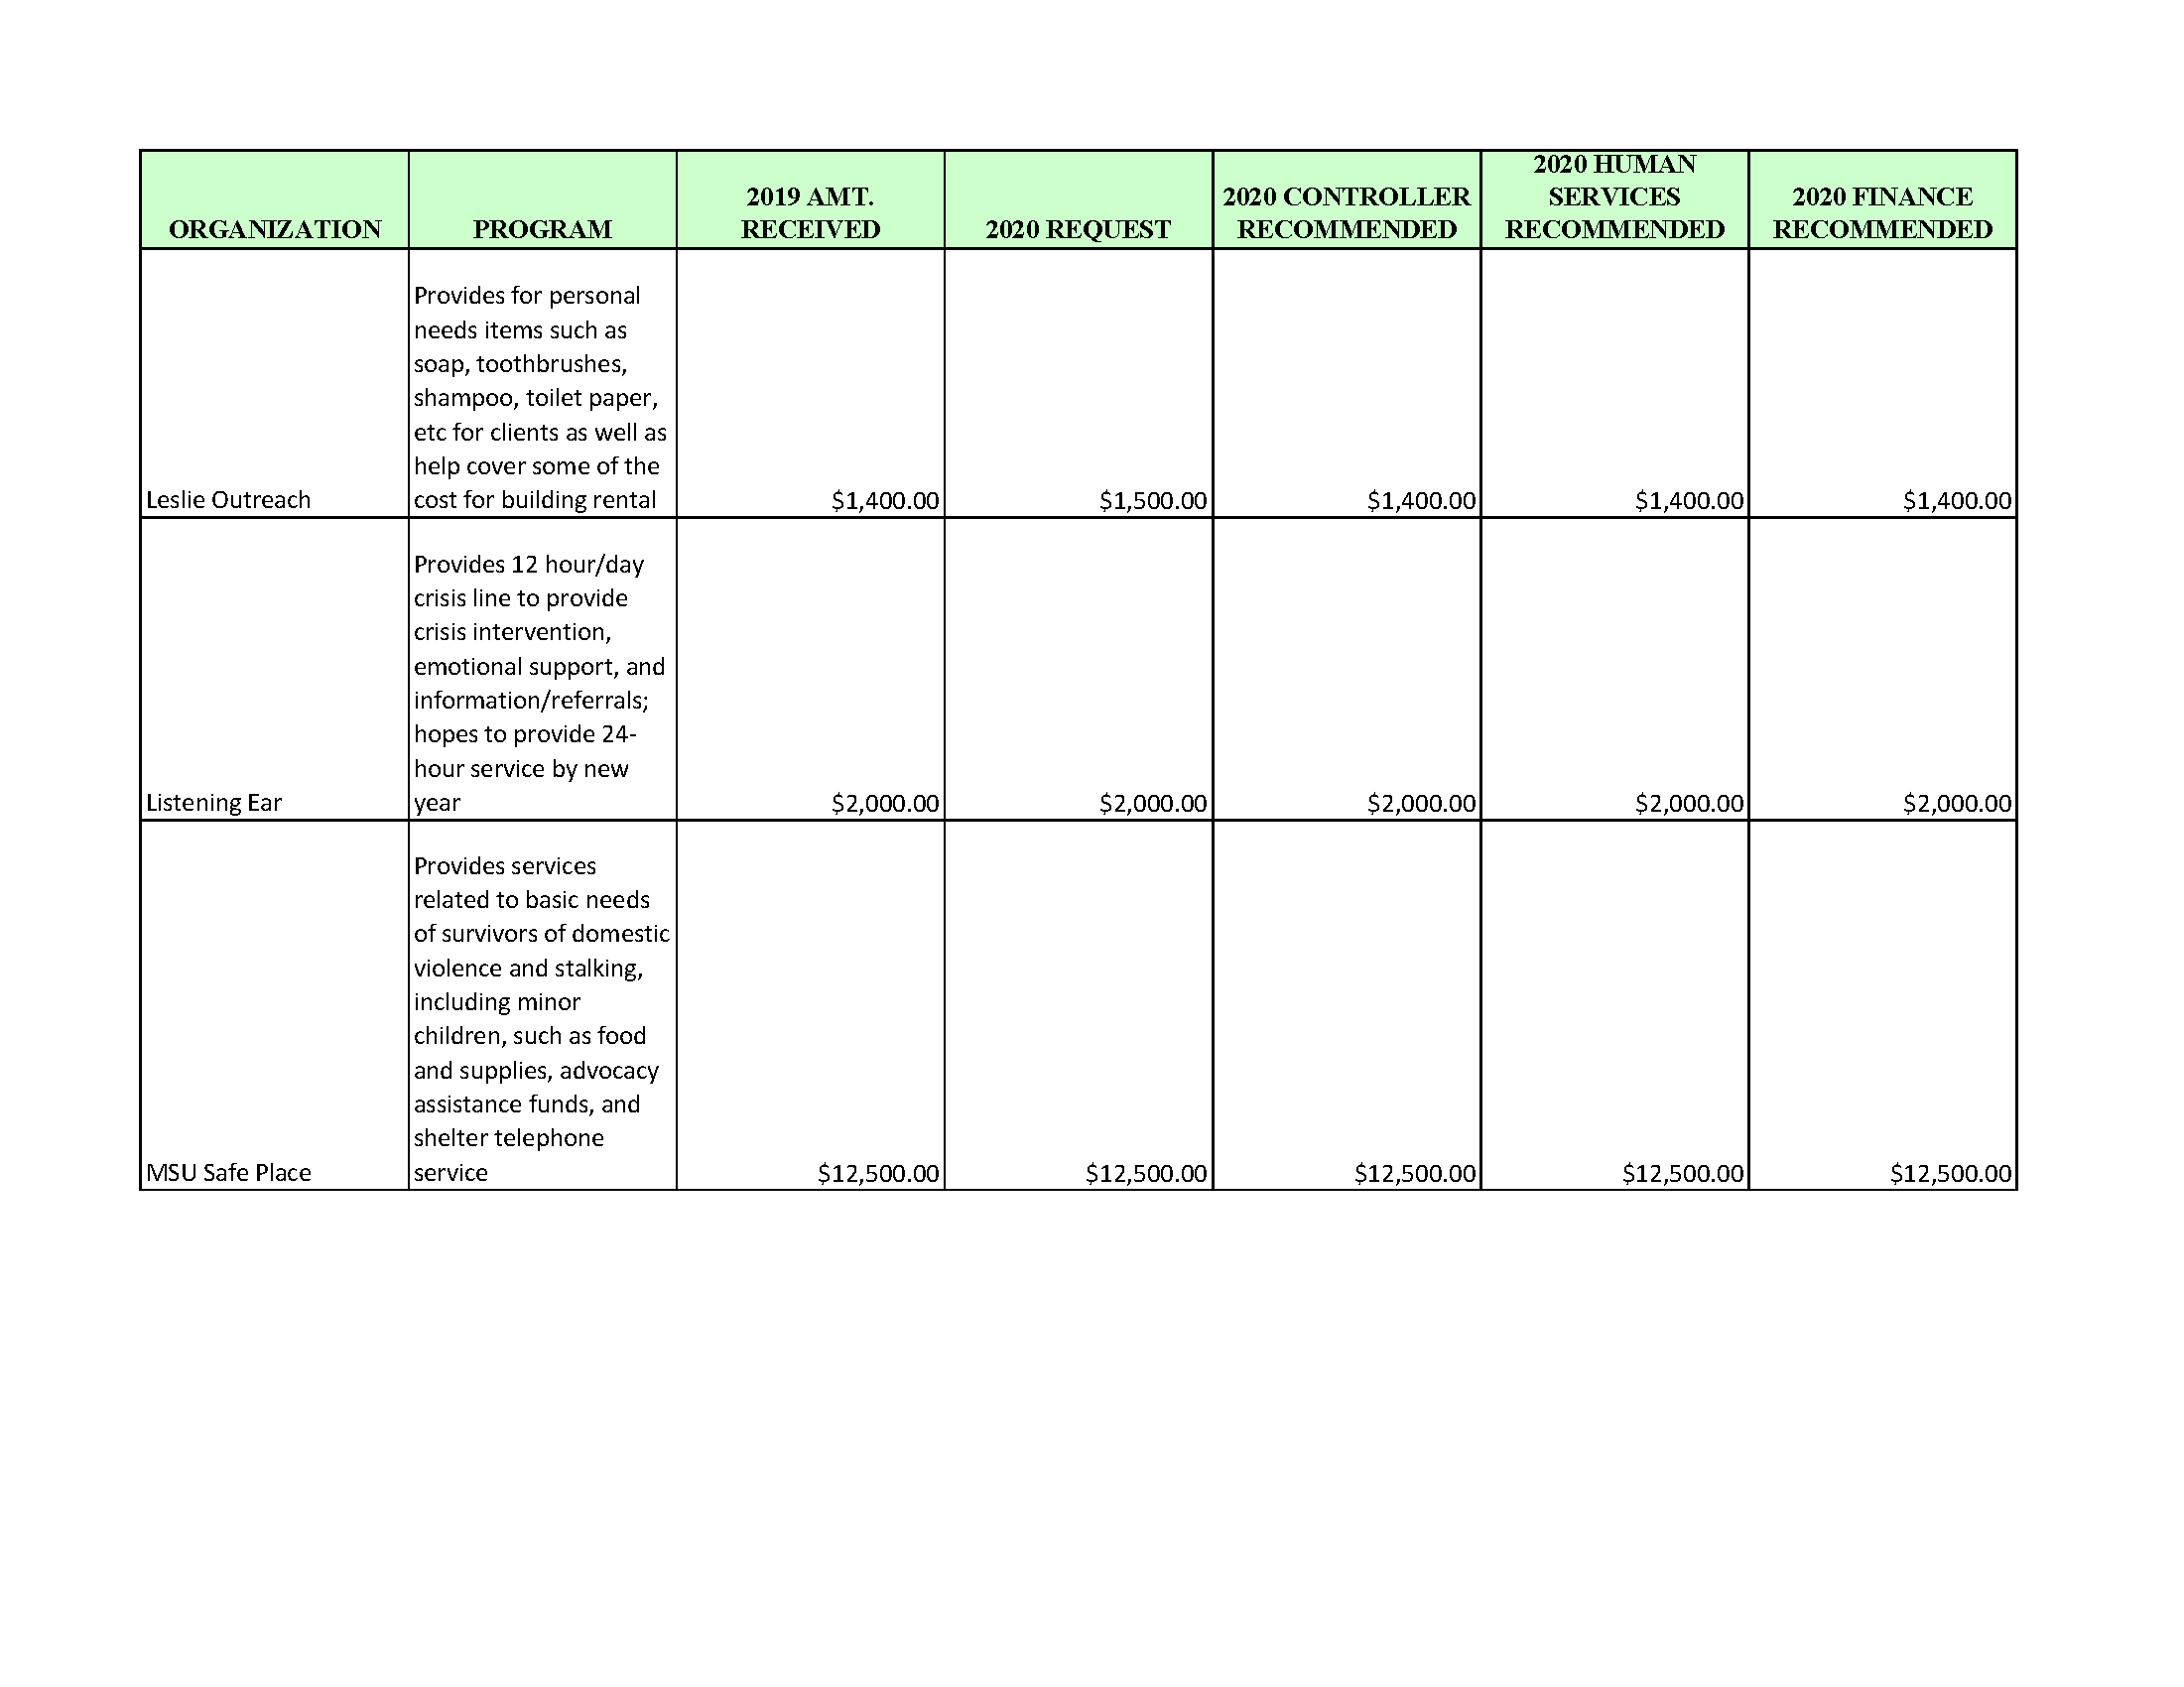 ORGANIZATION
PROGRAM
2019 AMT.
RECEIVED
2020 REQUEST
2020 CONTROLLER
RECOMMENDED
2020 HUMAN
SERVICES
RECOMMENDED
2020 FINANCE
RECOMMENDED
Leslie Outreach
Provides for personal
needs items such as
soap, toothbrushes,
shampoo, toilet paper,
etc for clients as well as
help cover some of the
cost for building rental
$1,400.00
$1,500.00
$1,400.00
$1,400.00
$1,400.00
Listening Ear
Provides 12 hour/day
crisis line to provide
crisis intervention,
emotional support, and
information/referrals;
hopes to provide 24-
hour service by new
year
$2,000.00
$2,000.00
$2,000.00
$2,000.00
$2,000.00
MSU Safe Place
Provides services
related to basic needs
of survivors of domestic
violence and stalking,
including minor
children, such as food
and supplies, advocacy
assistance funds, and
shelter telephone
service
$12,500.00
$12,500.00
$12,500.00
$12,500.00
$12,500.00